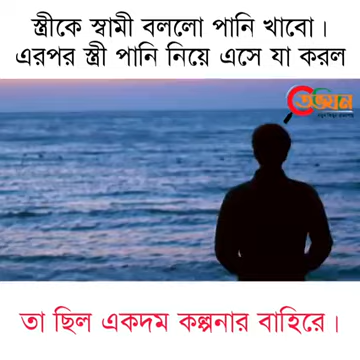 স্ত্রীকে স্বামী বললো পানি খাবো।
এরপর স্ত্রী পানি নিয়ে এসে যা করল
তা ছিল একদম কল্পনার বাহিরে।